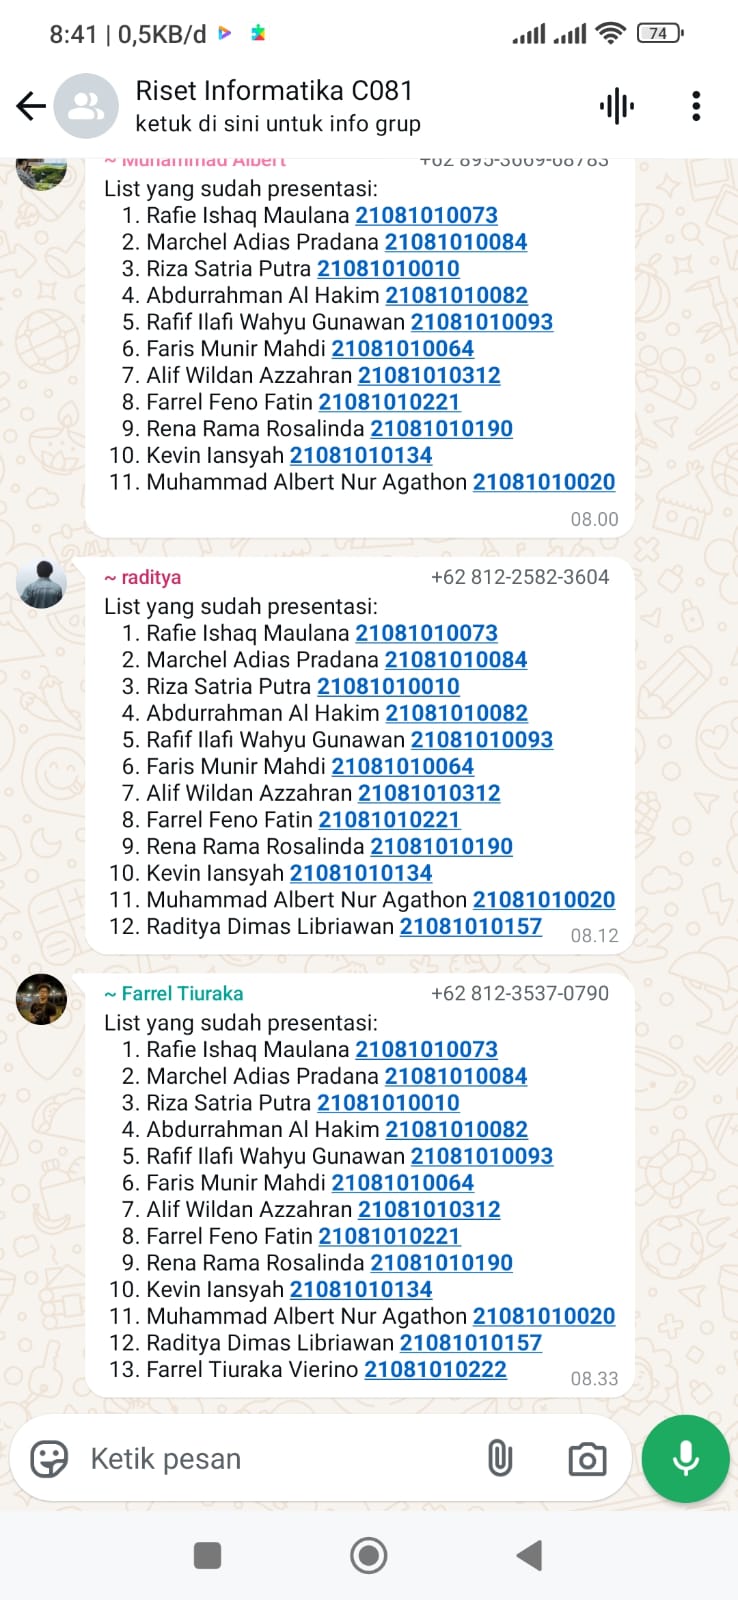 8:41 | 0,5KB/d
74
Riset Informatika C081
ketuk di sini untuk info grup
~ Muhammad Albert +62 895-3669-68783
List yang sudah presentasi:
1. Rafie Ishaq Maulana 21081010073
2. Marchel Adias Pradana 21081010084
3. Riza Satria Putra 21081010010
4. Abdurrahman Al Hakim 21081010082
5. Rafif Ilafi Wahyu Gunawan 21081010093
6. Faris Munir Mahdi 21081010064
7. Alif Wildan Azzahran 21081010312
8. Farrel Feno Fatin 21081010221
9. Rena Rama Rosalinda 21081010190
10. Kevin Iansyah 21081010134
11. Muhammad Albert Nur Agathon 21081010020
08.00
~ raditya +62 812-2582-3604
List yang sudah presentasi:
1. Rafie Ishaq Maulana 21081010073
2. Marchel Adias Pradana 21081010084
3. Riza Satria Putra 21081010010
4. Abdurrahman Al Hakim 21081010082
5. Rafif Ilafi Wahyu Gunawan 21081010093
6. Faris Munir Mahdi 21081010064
7. Alif Wildan Azzahran 21081010312
8. Farrel Feno Fatin 21081010221
9. Rena Rama Rosalinda 21081010190
10. Kevin Iansyah 21081010134
11. Muhammad Albert Nur Agathon 21081010020
12. Raditya Dimas Libriawan 21081010157
08.12
~ Farrel Tiuraka +62 812-3537-0790
List yang sudah presentasi:
1. Rafie Ishaq Maulana 21081010073
2. Marchel Adias Pradana 21081010084
3. Riza Satria Putra 21081010010
4. Abdurrahman Al Hakim 21081010082
5. Rafif Ilafi Wahyu Gunawan 21081010093
6. Faris Munir Mahdi 21081010064
7. Alif Wildan Azzahran 21081010312
8. Farrel Feno Fatin 21081010221
9. Rena Rama Rosalinda 21081010190
10. Kevin Iansyah 21081010134
11. Muhammad Albert Nur Agathon 21081010020
12. Raditya Dimas Libriawan 21081010157
13. Farrel Tiuraka Vierino 21081010222
08.33
Ketik pesan